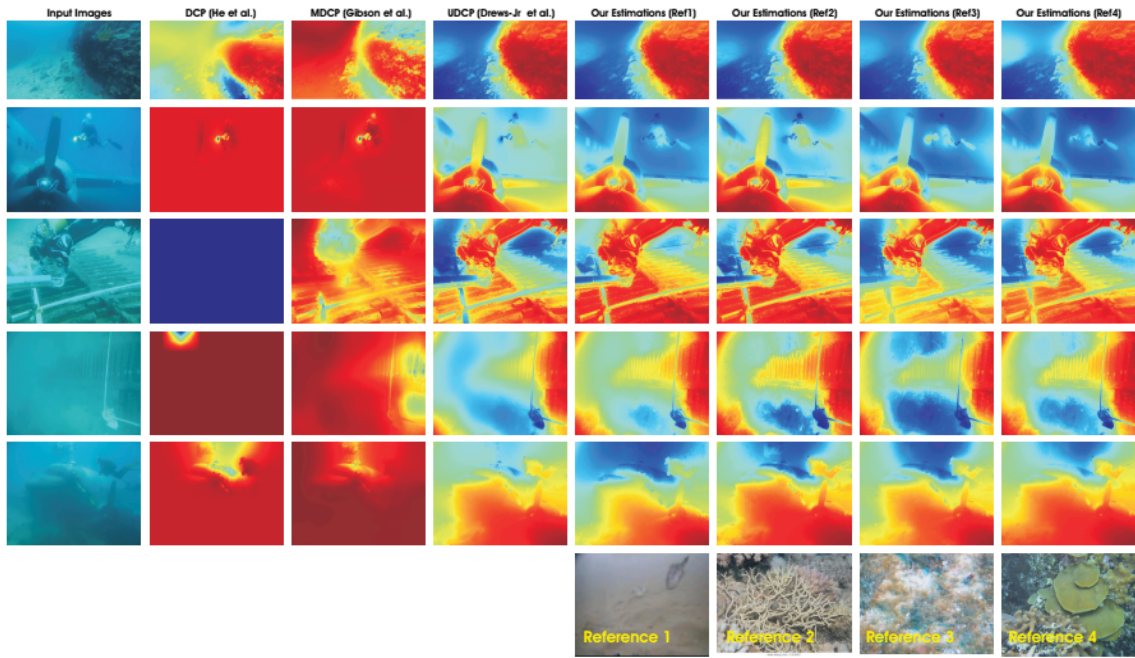 Input Images
DCP (He et al.)
MDCP (Gibson et al.)
UDCP (Drews-Jr et al.)
Our Estimations (Ref1)
Our Estimations (Ref2)
Our Estimations (Ref3)
Our Estimations (Ref4)
Reference 1
Reference 2
Reference 3
Reference 4